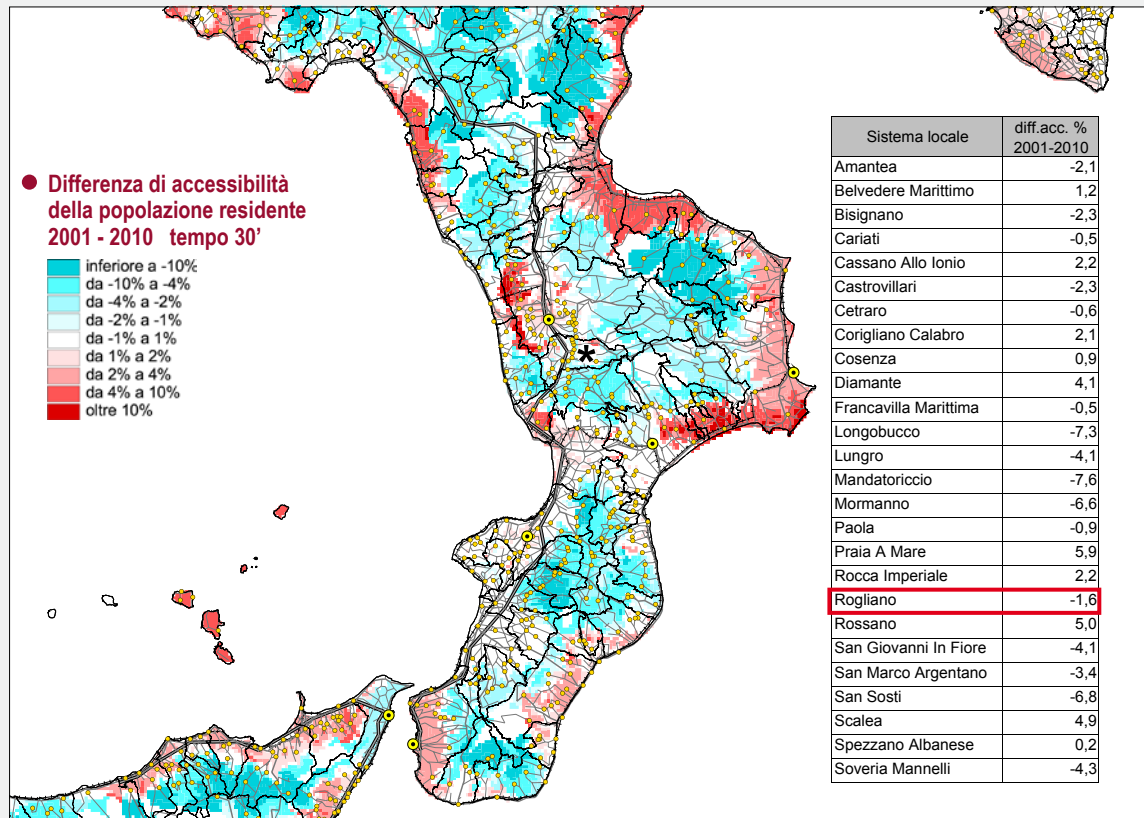 ● Differenza di accessibilità
della popolazione residente
2001 - 2010 tempo 30'
inferiore a -10%
da -10% a -4%
da -4% a -2%
da -2% a -1%
da -1% a 1%
da 1% a 2%
da 2% a 4%
da 4% a 10%
oltre 10%
*
Sistema locale diff.acc. % 2001-2010
Amantea -2,1
Belvedere Marittimo 1,2
Bisignano -2,3
Cariati -0,5
Cassano Allo Ionio 2,2
Castrovillari -2,3
Cetraro -0,6
Corigliano Calabro 2,1
Cosenza 0,9
Diamante 4,1
Francavilla Marittima -0,5
Longobucco -7,3
Lungro -4,1
Mandatoriccio -7,6
Mormanno -6,6
Paola -0,9
Praia A Mare 5,9
Rocca Imperiale 2,2
Rogliano -1,6
Rossano 5,0
San Giovanni In Fiore -4,1
San Marco Argentano -3,4
San Sosti -6,8
Scalea 4,9
Spezzano Albanese 0,2
Soveria Mannelli -4,3